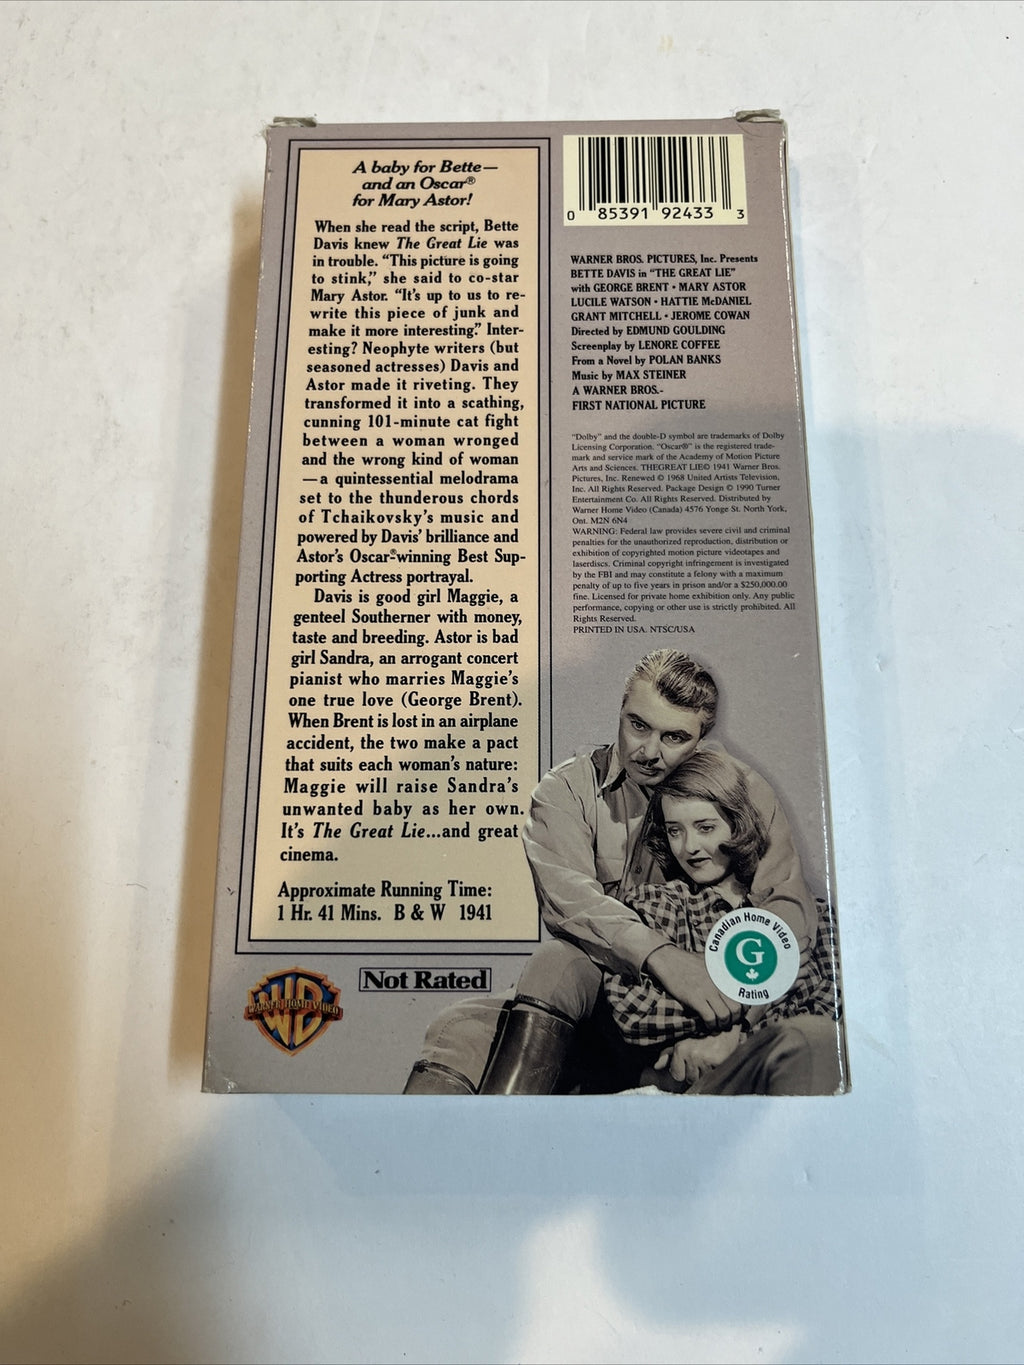 A baby for Bette—
and an Oscar®
for Mary Astor!
When she read the script, Bette
Davis knew The Great Lie was
in trouble. “This picture is going
to stink,” she said to co-star
Mary Astor. “It's up to us to re-
write this piece of junk and
make it more interesting.” Inter-
esting? Neophyte writers (but
seasoned actresses) Davis and
Astor made it riveting. They
transformed it into a scathing,
cunning 101-minute cat fight
between a woman wronged
and the wrong kind of woman
—a quintessential melodrama
set to the thunderous chords
of Tchaikovsky's music and
powered by Davis' brilliance and
Astor's Oscar®-winning Best Sup-
porting Actress portrayal.
Davis is good girl Maggie, a
genteel Southerner with money,
taste and breeding. Astor is bad
girl Sandra, an arrogant concert
pianist who marries Maggie's
one true love (George Brent).
When Brent is lost in an airplane
accident, the two make a pact
that suits each woman's nature:
Maggie will raise Sandra's
unwanted baby as her own.
It's The Great Lie...and great
cinema.
Approximate Running Time:
1 Hr. 41 Mins. B & W 1941
WARNER HOME VIDEO
Not Rated
0 85391 92433 3
WARNER BROS. PICTURES, Inc. Presents
BETTE DAVIS in “THE GREAT LIE”
with GEORGE BRENT • MARY ASTOR
LUCILE WATSON • HATTIE McDANIEL
GRANT MITCHELL • JEROME COWAN
Directed by EDMUND GOULDING
Screenplay by LENORE COFFEE
From a Novel by POLAN BANKS
Music by MAX STEINER
A WARNER BROS.-
FIRST NATIONAL PICTURE
“Dolby” and the double-D symbol are trademarks of Dolby
Licensing Corporation. “Oscar®” is the registered trade-
mark and service mark of the Academy of Motion Picture
Arts and Sciences. THEGREAT LIE© 1941 Warner Bros.
Pictures, Inc. Renewed © 1968 United Artists Television,
Inc. All Rights Reserved. Package Design © 1990 Turner
Entertainment Co. All Rights Reserved. Distributed by
Warner Home Video (Canada) 4576 Yonge St. North York,
Ont. M2N 6N4
WARNING: Federal law provides severe civil and criminal
penalties for the unauthorized reproduction, distribution or
exhibition of copyrighted motion picture videotapes and
laserdiscs. Criminal copyright infringement is investigated
by the FBI and may constitute a felony with a maximum
penalty of up to five years in prison and/or a $250,000.00
fine. Licensed for private home exhibition only. Any public
performance, copying or other use is strictly prohibited. All
Rights Reserved.
PRINTED IN USA. NTSC/USA
Canadian Home Video
G
Rating